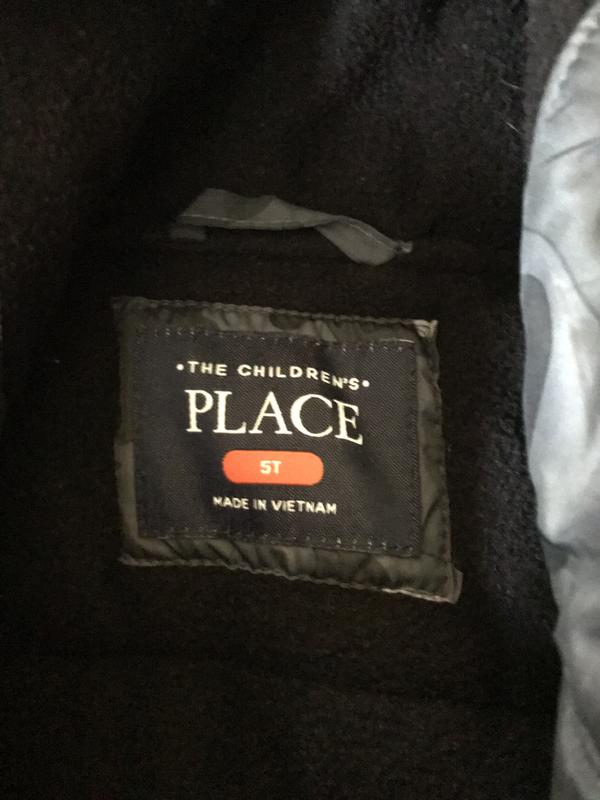 •THE CHILDREN'S•
PLACE
5T
MADE IN VIETNAM